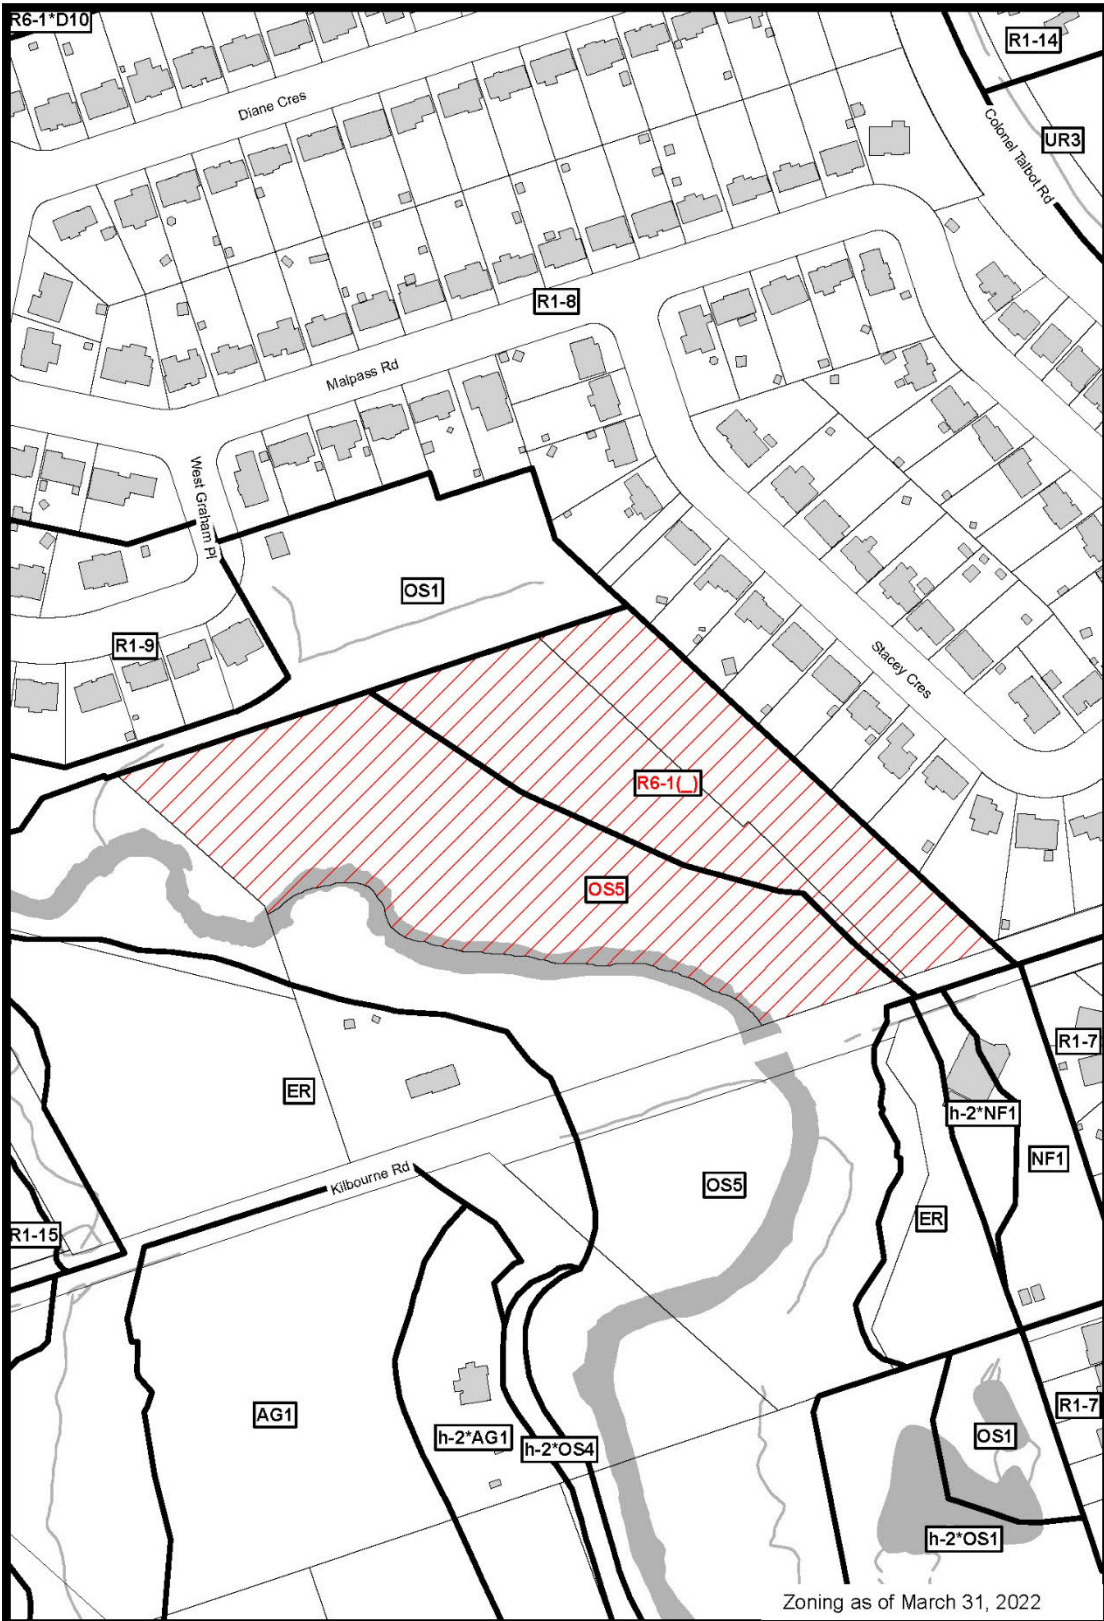 R6-1*D10
R1-14
Diane Cres
Colonel Talbot Rd
UR3
R1-8
Malpass Rd
West Graham Pl
OS1
R1-9
Stacey Cres
R6-1(_)
OS5
R1-7
ER
h-2*NF1
NF1
Kilbourne Rd
OS5
ER
R1-15
AG1
h-2*AG1
h-2*OS4
OS1
R1-7
h-2*OS1
Zoning as of March 31, 2022